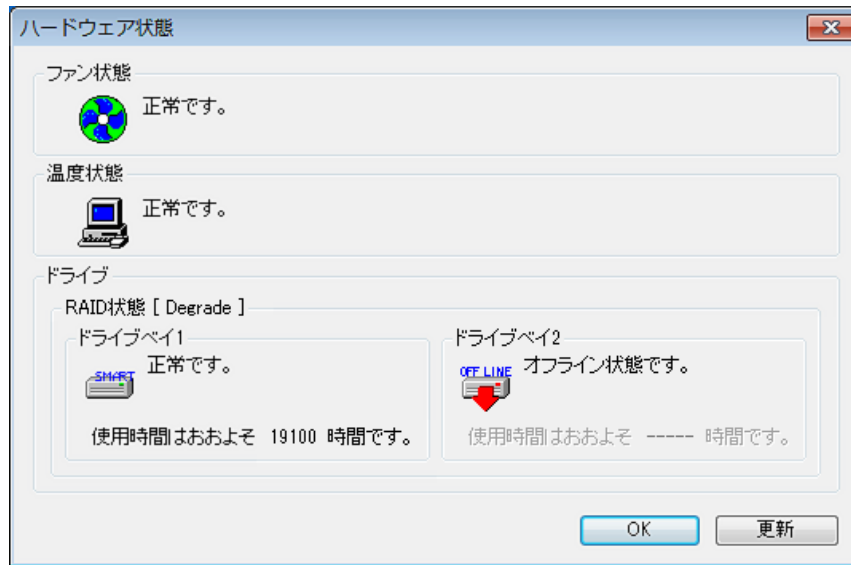 ハードウェア状態
ファン状態
正常です。
温度状態
正常です。
ドライブ
RAID状態 [ Degrade ]
ドライブベイ1
SMART
正常です。
使用時間はおおよそ 19100 時間です。
ドライブベイ2
OFF LINE
オフライン状態です。
使用時間はおおよそ ----- 時間です。
OK
更新